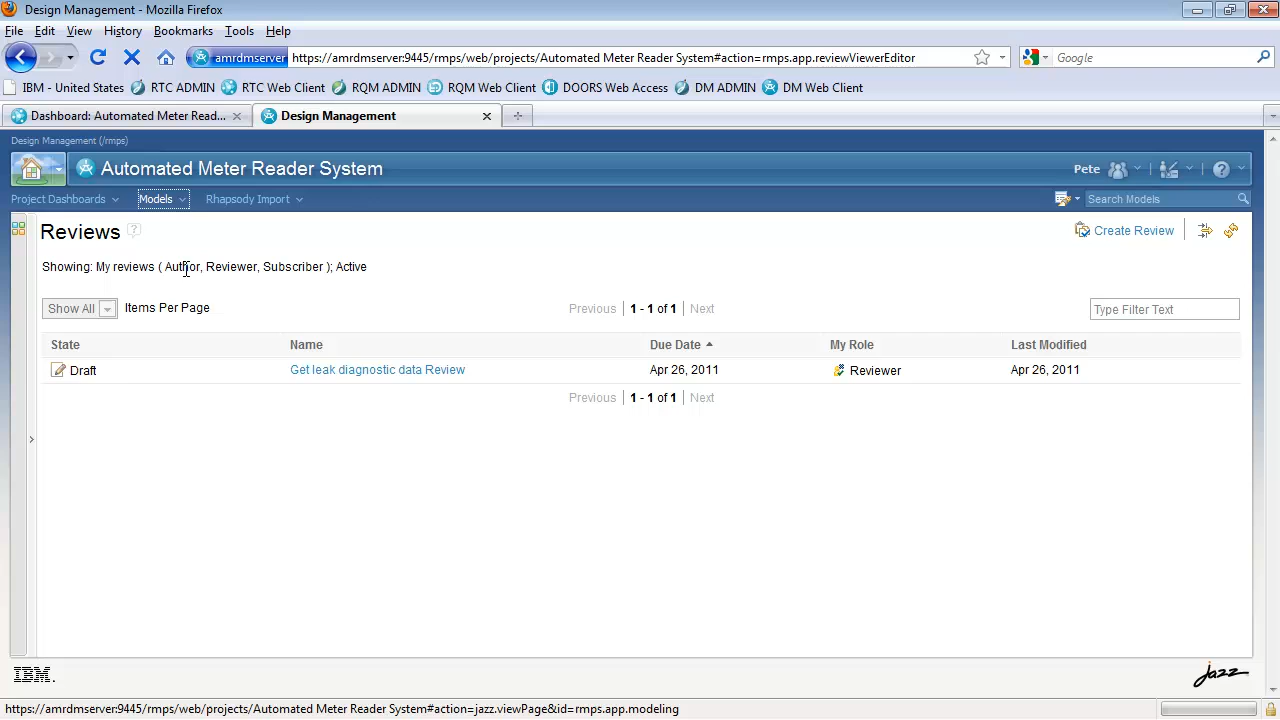 Design Management - Mozilla Firefox
File Edit View History Bookmarks Tools Help
amrdmserver https://amrdmserver:9445/rmps/web/projects/Automated Meter Reader System#action=rmps.app.reviewViewerEditor Google
IBM - United States RTC ADMIN RTC Web Client RQM ADMIN RQM Web Client DOORS Web Access DM ADMIN DM Web Client
Dashboard: Automated Meter Read... Design Management
Design Management (/rmps)
Automated Meter Reader System Pete
Project Dashboards Models Rhapsody Import Search Models
Reviews ? Create Review
Showing: My reviews ( Author, Reviewer, Subscriber ); Active
Show All Items Per Page Previous 1 - 1 of 1 Next Type Filter Text
State Name Due Date My Role Last Modified
Draft Get leak diagnostic data Review Apr 26, 2011 Reviewer Apr 26, 2011
Previous 1 - 1 of 1 Next
IBM. jazz
https://amrdmserver:9445/rmps/web/projects/Automated Meter Reader System#action=jazz.viewPage&id=rmps.app.modeling